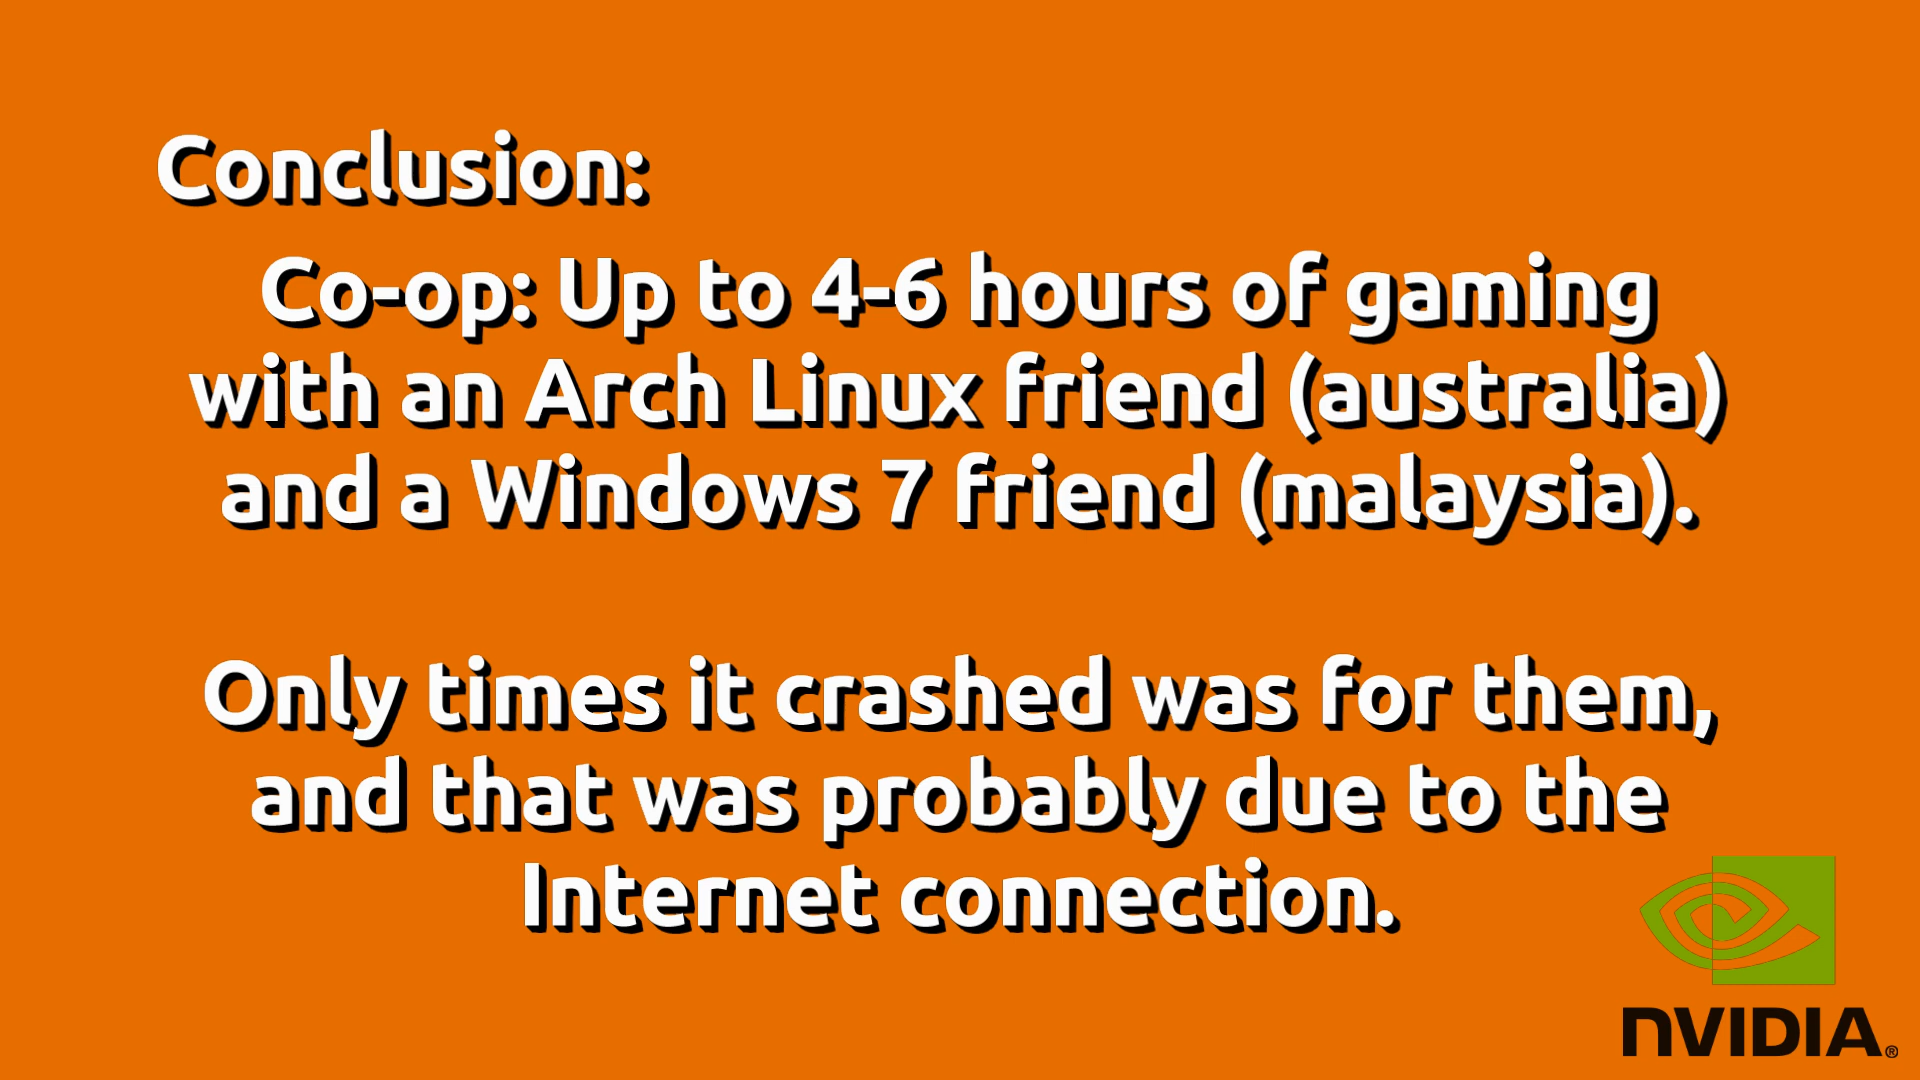 Conclusion:
Co-op: Up to 4-6 hours of gaming
with an Arch Linux friend (australia)
and a Windows 7 friend (malaysia).
Only times it crashed was for them,
and that was probably due to the
Internet connection.
nVIDIA®